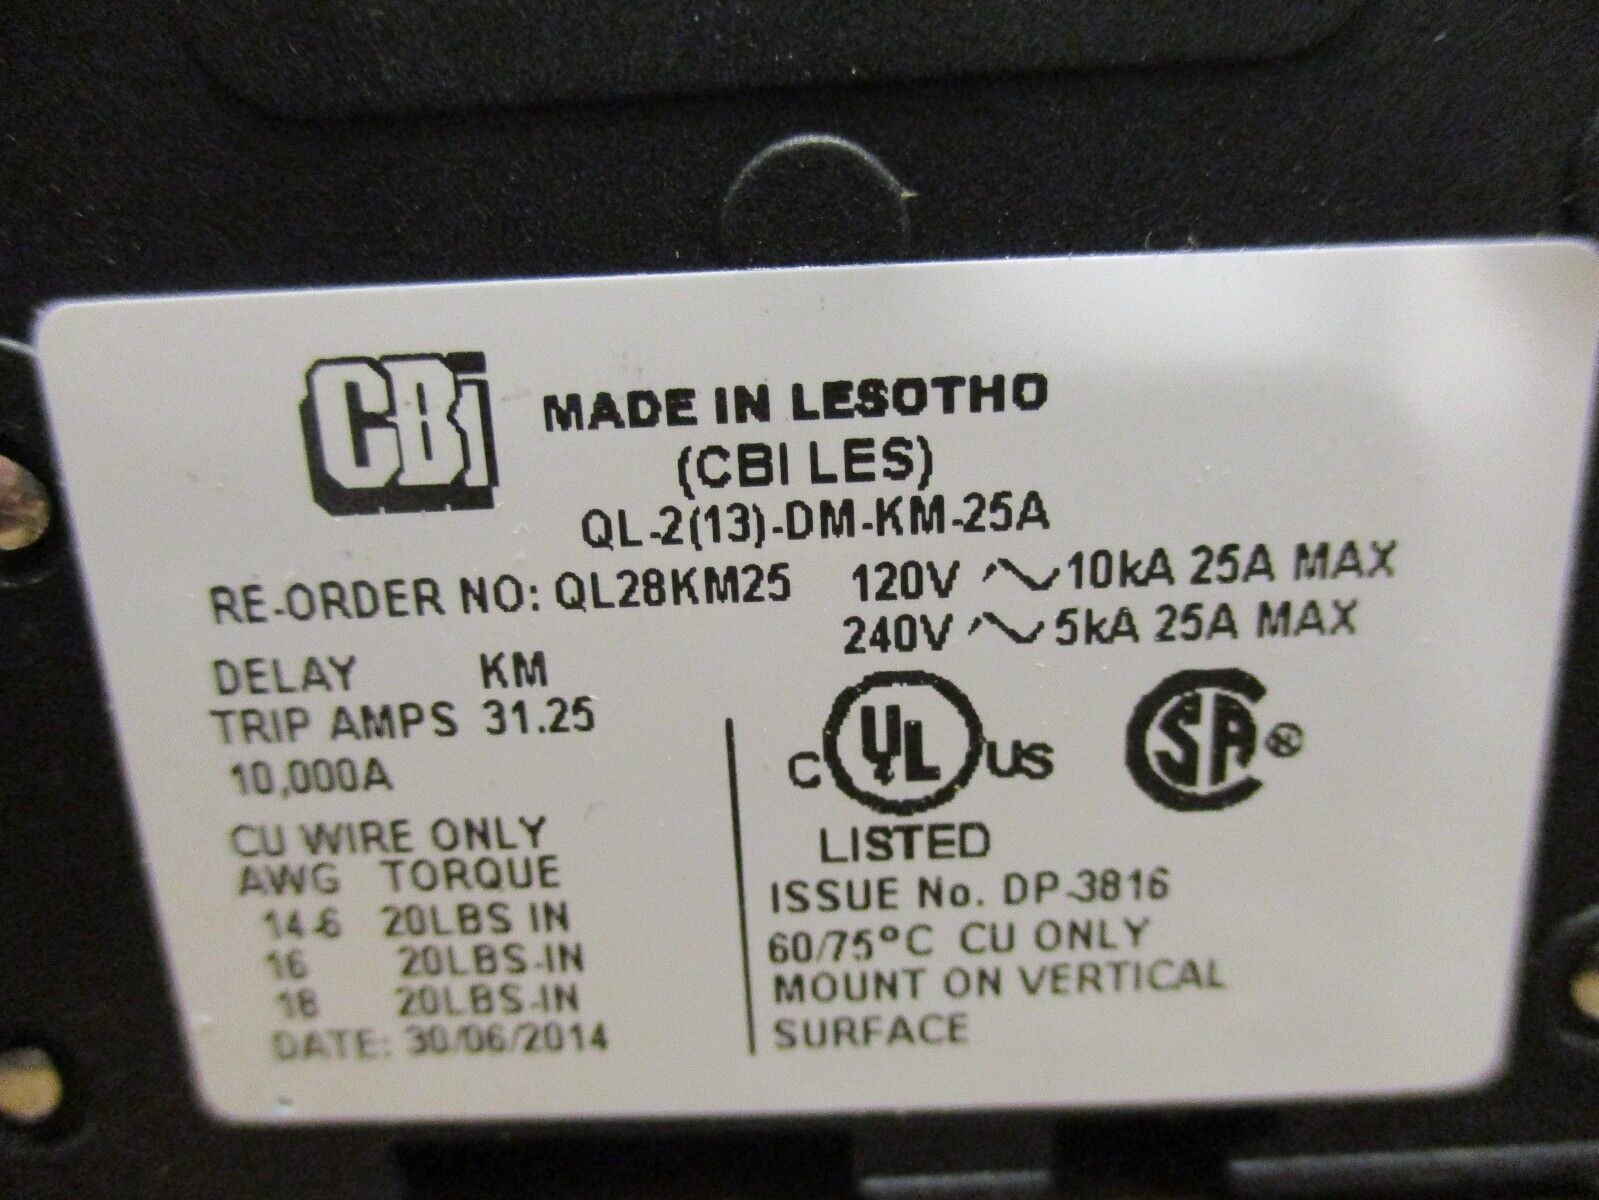 CBi MADE IN LESOTHO
(CBI LES)
QL-2(13)-DM-KM-25A
RE-ORDER NO: QL28KM25 120V ∼ 10kA 25A MAX
240V ∼ 5kA 25A MAX
DELAY KM
TRIP AMPS 31.25
10,000A
CU WIRE ONLY
AWG TORQUE
14-6 20LBS IN
16 20LBS-IN
18 20LBS-IN
DATE: 30/06/2014
C UL US
LISTED
SA ®
ISSUE No. DP-3816
60/75°C CU ONLY
MOUNT ON VERTICAL
SURFACE